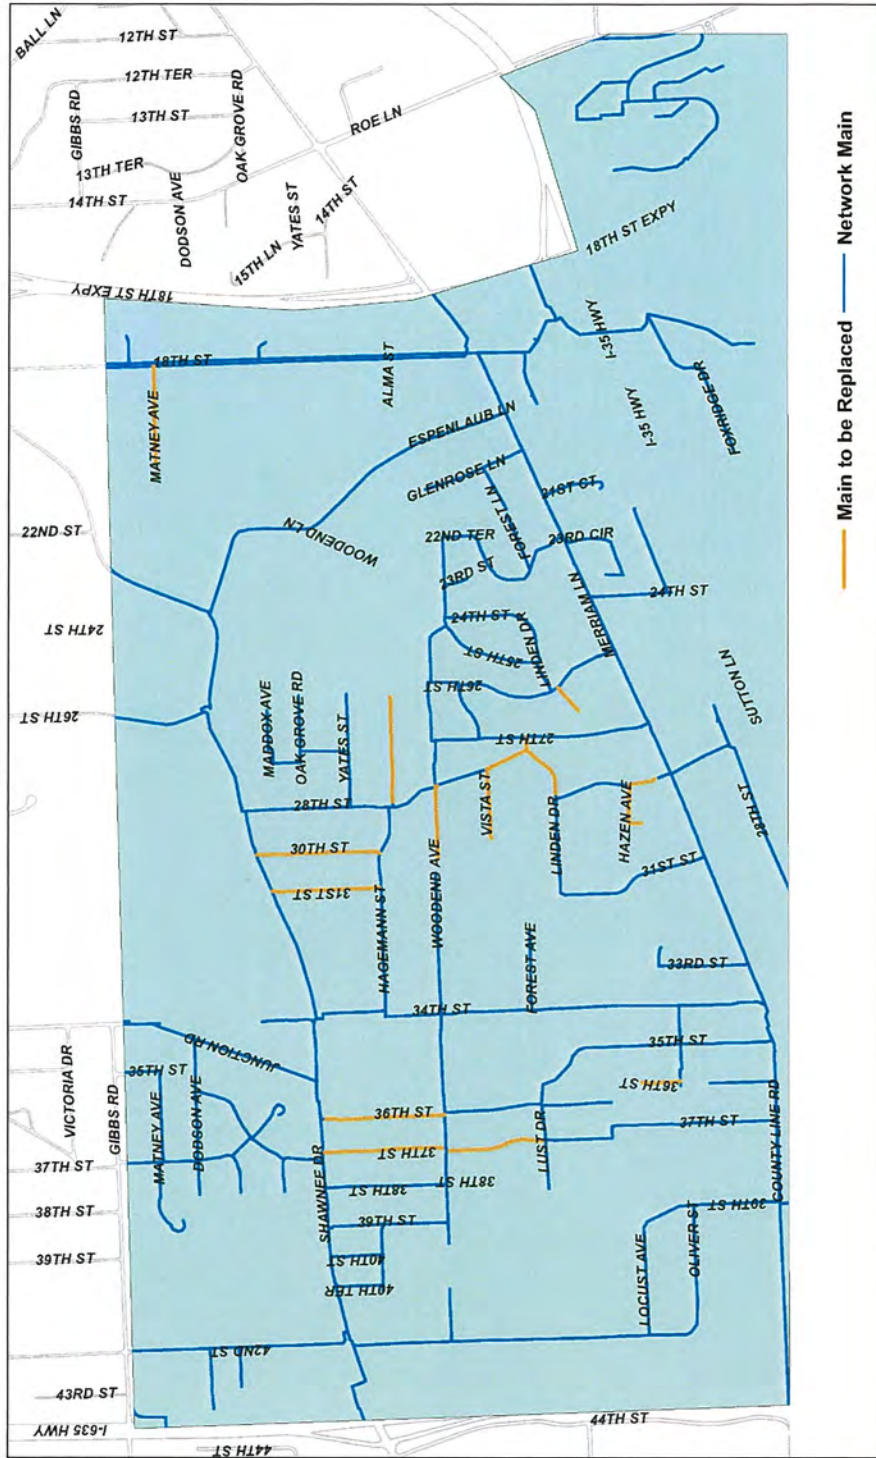 BALL LN
12TH ST
12TH TER
GIBBS RD
13TH ST
OAK GROVE RD
13TH TER
ROE LN
14TH ST
DODSON AVE
YATES ST
14TH ST
15TH LN
18TH ST EXPY
18TH ST EXPY
18TH ST
I-35 HWY
ALMA ST
MATNEY AVE
ESPENLAUB LN
I-35 HWY
FOXRIDGE DR
GLENROSE LN
22ND ST
WOODEND LN
FOREST LN
21ST CT
22ND TER
23RD CIR
23RD ST
24TH ST
24TH ST
24TH ST
25TH ST
LINDEN DR
MERRIAM LN
26TH ST
26TH ST
SUTTON LN
MADDOX AVE
OAK GROVE RD
YATES ST
27TH ST
28TH ST
VISTA ST
28TH ST
30TH ST
LINDEN DR
HAZEN AVE
31ST ST
WOODEND AVE
31ST ST
HAGEMANN ST
33RD ST
FOREST AVE
34TH ST
VICTORIA DR
JUNCTION RD
35TH ST
35TH ST
GIBBS RD
MATNEY AVE
DODSON AVE
36TH ST
36TH ST
37TH ST
37TH ST
LUST DR
37TH ST
SHAWNEE DR
38TH ST
38TH ST
38TH ST
COUNTY LINE RD
39TH ST
39TH ST
39TH ST
40TH ST
40TH TER
LOCUST AVE
OLIVER ST
42ND ST
43RD ST
I-635 HWY
44TH ST
44TH ST
Main to be Replaced
Network Main